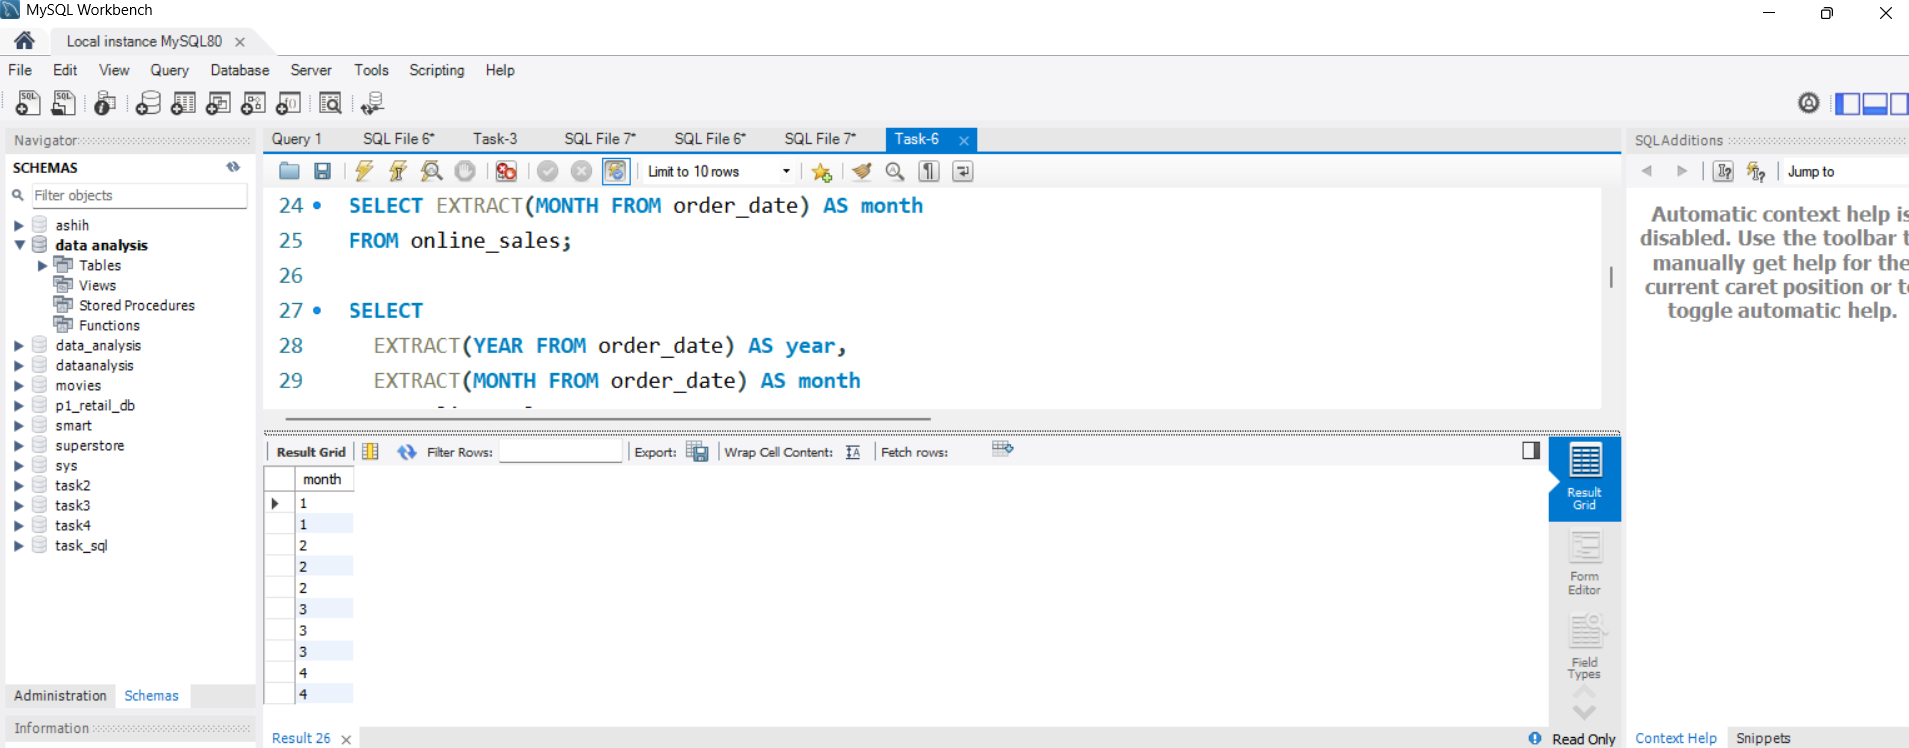 MySQL Workbench
Local instance MySQL80
File Edit View Query Database Server Tools Scripting Help
Navigator
SCHEMAS
Filter objects
ashih
data analysis
Tables
Views
Stored Procedures
Functions
data_analysis
dataanalysis
movies
p1_retail_db
smart
superstore
sys
task2
task3
task4
task_sql
Administration Schemas
Information
Query 1 SQL File 6* Task-3 SQL File 7* SQL File 6* SQL File 7* Task-6
Limit to 10 rows
24 SELECT EXTRACT(MONTH FROM order_date) AS month
25 FROM online_sales;
26
27 SELECT
28 EXTRACT(YEAR FROM order_date) AS year,
29 EXTRACT(MONTH FROM order_date) AS month
Result Grid Filter Rows: Export: Wrap Cell Content: Fetch rows:
month
1
1
2
2
2
3
3
3
4
4
Result
Grid
Form
Editor
Field
Types
Result 26
Read Only
SQLAdditions
Jump to
Automatic context help is
disabled. Use the toolbar t
manually get help for the
current caret position or to
toggle automatic help.
Context Help Snippets